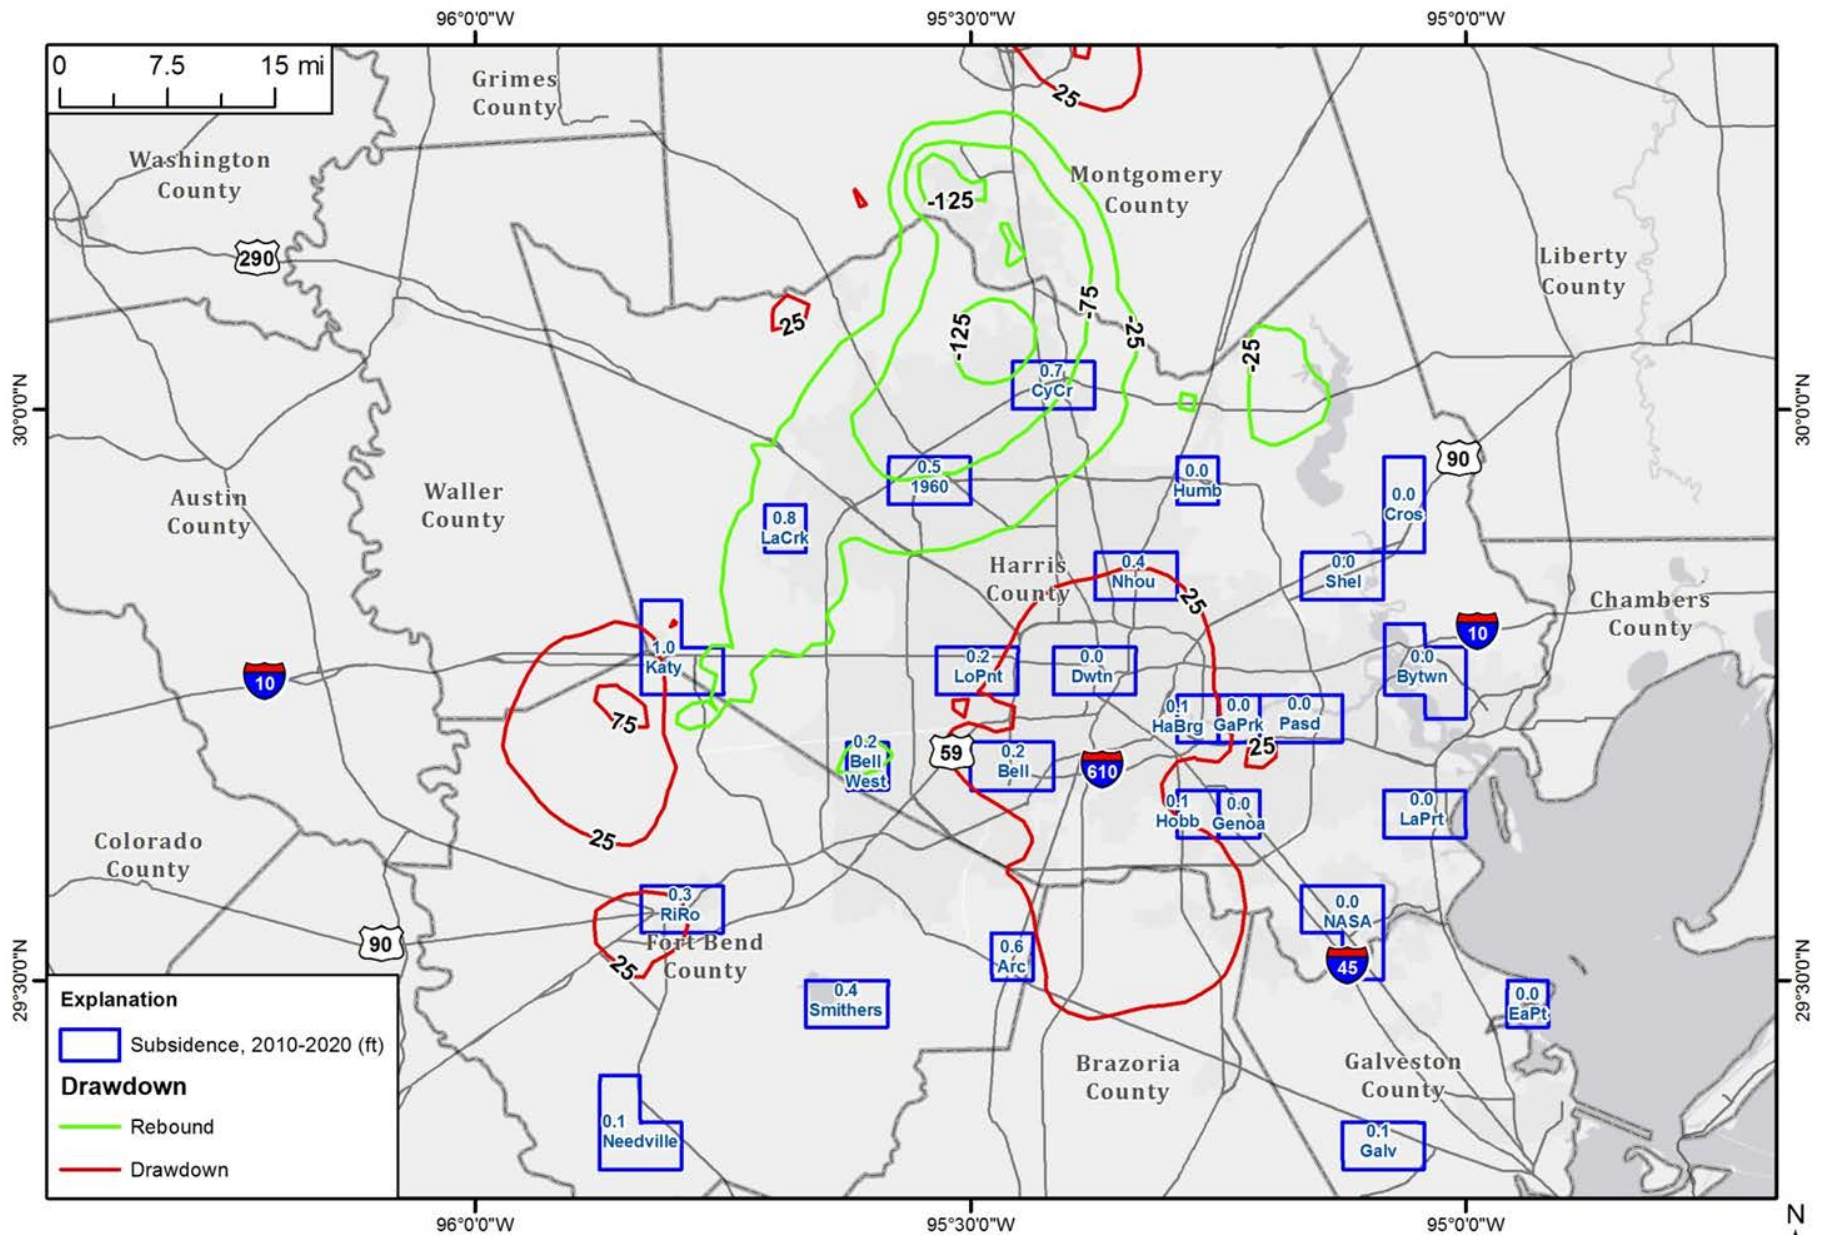 96°0'0"W
95°30'0"W
95°0'0"W
0
7.5
15 mi
Grimes
County
25
Washington
County
Montgomery
County
-125
290
Liberty
County
25
-125
-75
-25
-25
30°0'0"N
30°0'0"N
0.7
CyCr
90
0.5
1960
0.0
Humb
0.0
Cros
Austin
County
Waller
County
0.8
LaCrk
Harris
County
0.4
Nhou
25
0.0
Shel
Chambers
County
10
10
1.0
Katy
0.2
LoPnt
0.0
Dwtn
0.0
Bytwn
75
0.1
HaBrg
0.0
GaPrk
0.0
Pasd
25
0.2
Bell
West
59
0.2
Bell
610
0.1
Hobb
0.0
Genoa
0.0
LaPrt
25
Colorado
County
0.3
RiRo
0.0
NASA
90
Fort Bend
County
25
0.6
Arc
45
29°30'0"N
29°30'0"N
0.4
Smithers
0.0
EaPt
Explanation
Subsidence, 2010-2020 (ft)
Drawdown
Rebound
Drawdown
Brazoria
County
Galveston
County
0.1
Needville
0.1
Galv
96°0'0"W
95°30'0"W
95°0'0"W
N